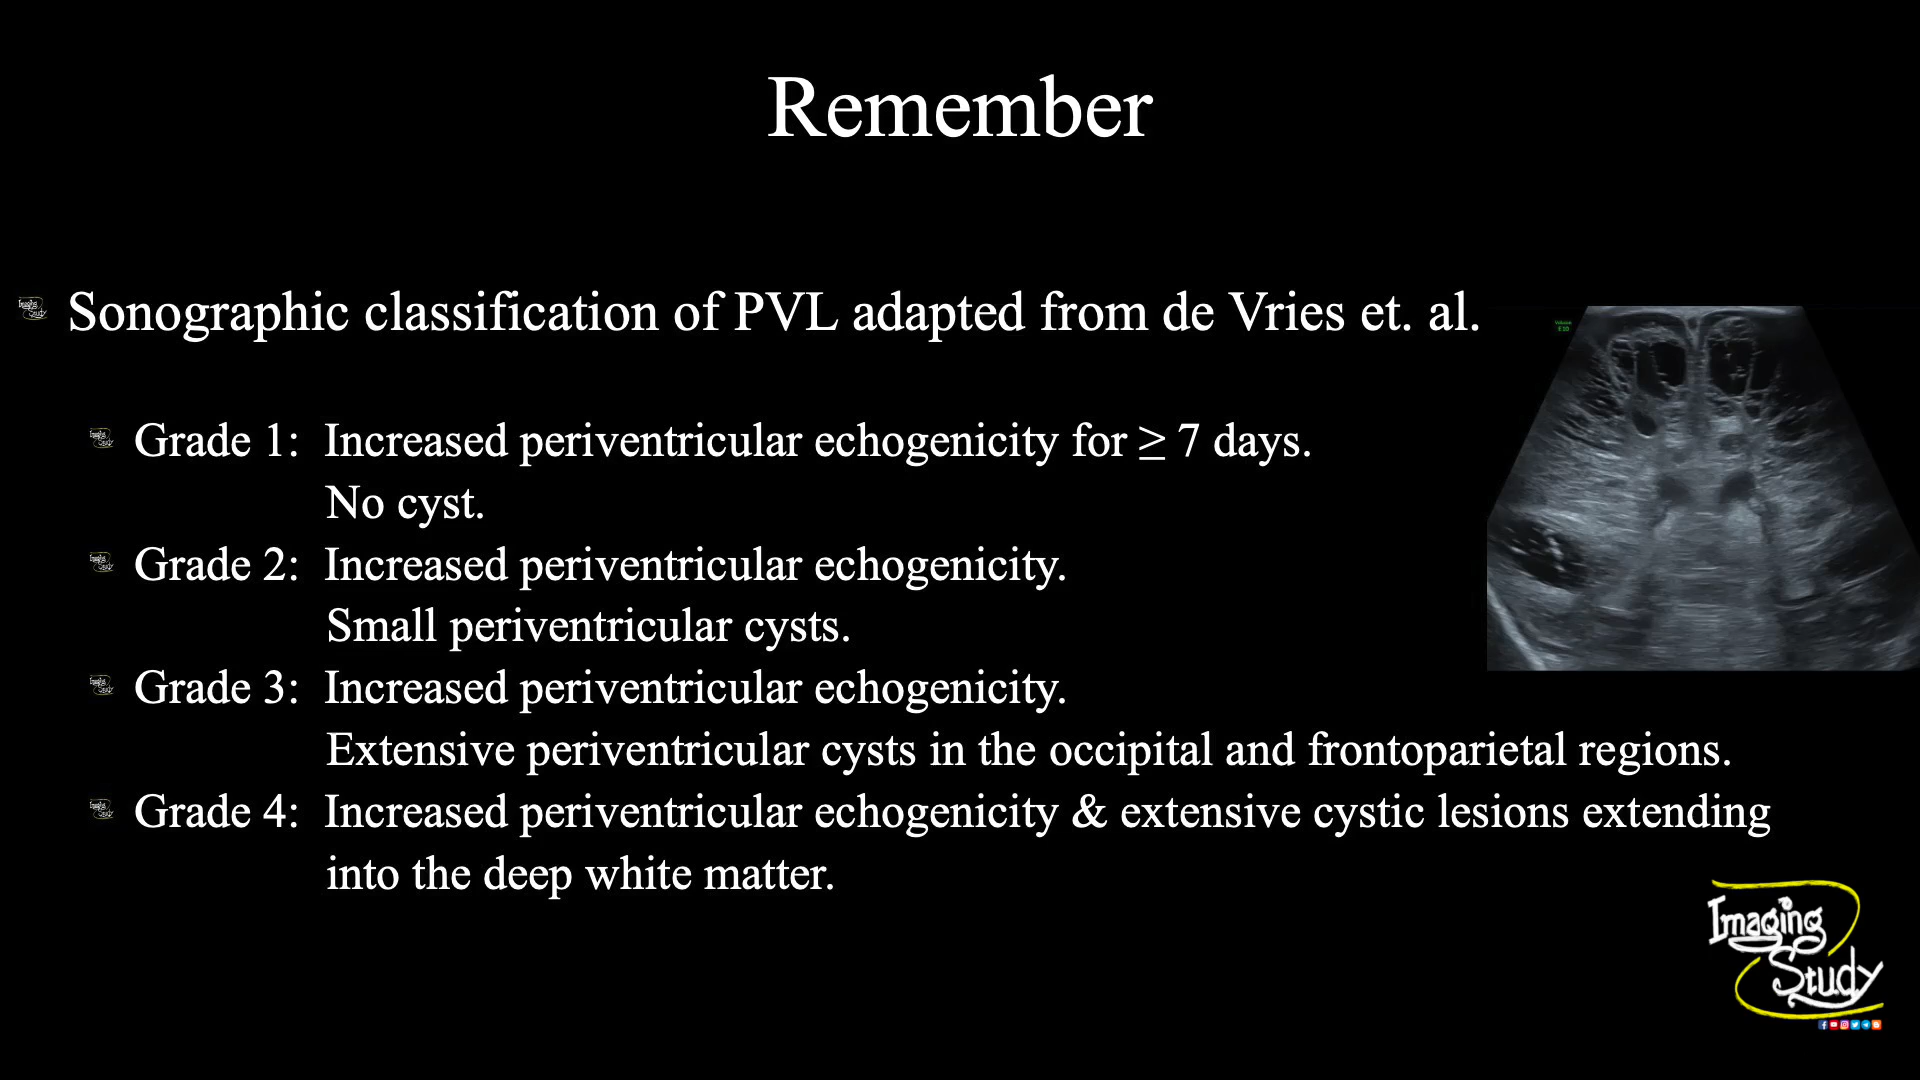 Remember
Sonographic classification of PVL adapted from de Vries et. al.
Grade 1: Increased periventricular echogenicity for ≥ 7 days.
No cyst.
Grade 2: Increased periventricular echogenicity.
Small periventricular cysts.
Grade 3: Increased periventricular echogenicity.
Extensive periventricular cysts in the occipital and frontoparietal regions.
Grade 4: Increased periventricular echogenicity & extensive cystic lesions extending
into the deep white matter.
Imaging
Study